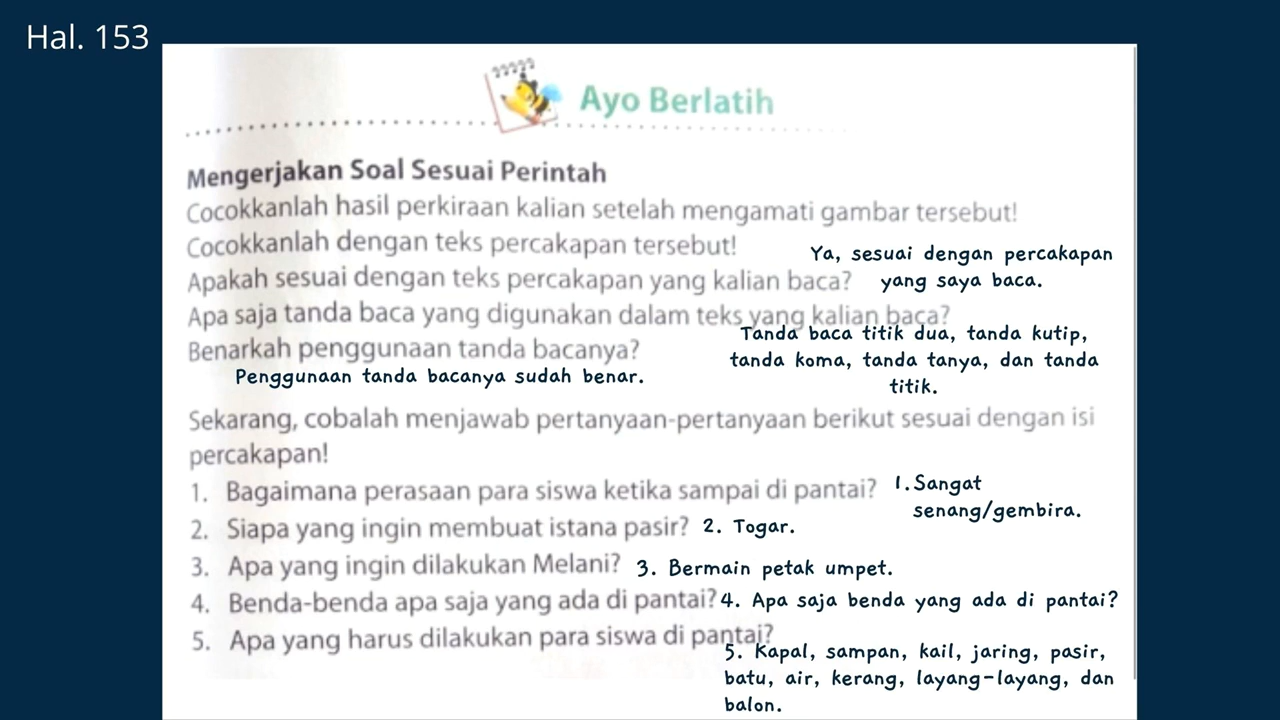 Hal. 153
Ayo Berlatih
Mengerjakan Soal Sesuai Perintah
Cocokkanlah hasil perkiraan kalian setelah mengamati gambar tersebut!
Cocokkanlah dengan teks percakapan tersebut!
Ya, sesuai dengan percakapan
Apakah sesuai dengan teks percakapan yang kalian baca?
yang saya baca.
Apa saja tanda baca yang digunakan dalam teks yang kalian baca?
Tanda baca titik dua, tanda kutip,
Benarkah penggunaan tanda bacanya?
tanda koma, tanda tanya, dan tanda
Penggunaan tanda bacanya sudah benar.
titik.
Sekarang, cobalah menjawab pertanyaan-pertanyaan berikut sesuai dengan isi
percakapan!
1. Bagaimana perasaan para siswa ketika sampai di pantai?
1. Sangat
senang/gembira.
2. Siapa yang ingin membuat istana pasir?
2. Togar.
3. Apa yang ingin dilakukan Melani?
3. Bermain petak umpet.
4. Benda-benda apa saja yang ada di pantai?
4. Apa saja benda yang ada di pantai?
5. Apa yang harus dilakukan para siswa di pantai?
5. Kapal, sampan, kail, jaring, pasir,
batu, air, kerang, layang-layang, dan
balon.